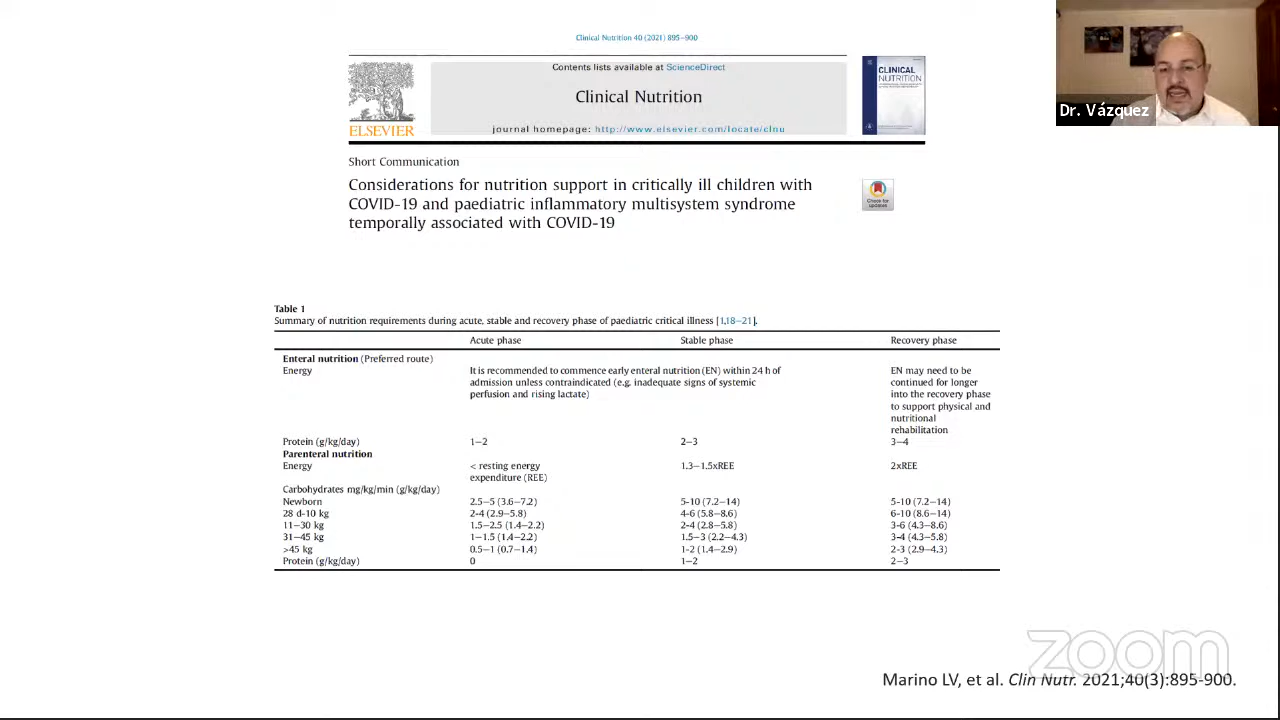 Clinical Nutrition 40 (2021) 895–900
Contents lists available at ScienceDirect
Clinical Nutrition
journal homepage: http://www.elsevier.com/locate/clnu
ELSEVIER
CLINICAL
NUTRITION
Dr. Vázquez
Short Communication
Considerations for nutrition support in critically ill children with
COVID-19 and paediatric inflammatory multisystem syndrome
temporally associated with COVID-19
Check for
updates
Table 1
Summary of nutrition requirements during acute, stable and recovery phase of paediatric critical illness [1,18–21].
Acute phase Stable phase Recovery phase
Enteral nutrition (Preferred route)
Energy It is recommended to commence early enteral nutrition (EN) within 24 h of EN may need to be
admission unless contraindicated (e.g. inadequate signs of systemic continued for longer
perfusion and rising lactate) into the recovery phase
to support physical and
nutritional
rehabilitation
Protein (g/kg/day) 1–2 2–3 3–4
Parenteral nutrition
Energy < resting energy 1.3–1.5xREE 2xREE
expenditure (REE)
Carbohydrates mg/kg/min (g/kg/day)
Newborn 2.5–5 (3.6–7.2) 5-10 (7.2–14) 5-10 (7.2–14)
28 d-10 kg 2-4 (2.9–5.8) 4-6 (5.8–8.6) 6-10 (8.6–14)
11–30 kg 1.5–2.5 (1.4–2.2) 2-4 (2.8–5.8) 3-6 (4.3–8.6)
31–45 kg 1–1.5 (1.4–2.2) 1.5–3 (2.2–4.3) 3-4 (4.3–5.8)
>45 kg 0.5–1 (0.7–1.4) 1-2 (1.4–2.9) 2-3 (2.9–4.3)
Protein (g/kg/day) 0 1–2 2–3
zoom
Marino LV, et al. Clin Nutr. 2021;40(3):895-900.